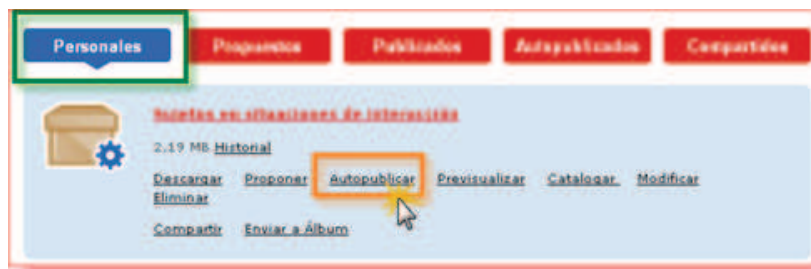 Personales Propuestos Publicados Autopublicados Compartidos
Sujetos en situaciones de interacción
2.19 MB Historial
Descargar Proponer Autopublicar Previsualizar Catalogar Modificar
Eliminar
Compartir Enviar a Álbum